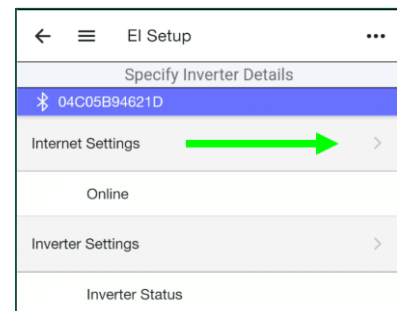 EI Setup
Specify Inverter Details
04C05B94621D
Internet Settings
Online
Inverter Settings
Inverter Status